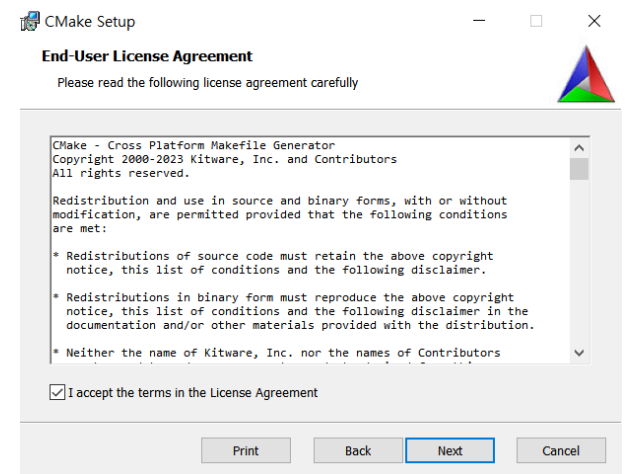 CMake Setup
End-User License Agreement
Please read the following license agreement carefully
CMake - Cross Platform Makefile Generator
Copyright 2000-2023 Kitware, Inc. and Contributors
All rights reserved.
Redistribution and use in source and binary forms, with or without
modification, are permitted provided that the following conditions
are met:
* Redistributions of source code must retain the above copyright
notice, this list of conditions and the following disclaimer.
* Redistributions in binary form must reproduce the above copyright
notice, this list of conditions and the following disclaimer in the
documentation and/or other materials provided with the distribution.
* Neither the name of Kitware, Inc. nor the names of Contributors
I accept the terms in the License Agreement
Print Back Next Cancel